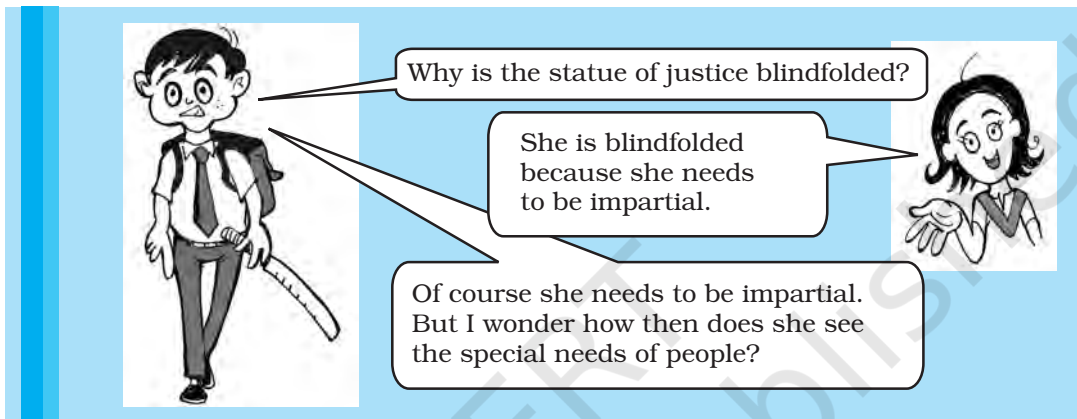 Why is the statue of justice blindfolded?
She is blindfolded
because she needs
to be impartial.
Of course she needs to be impartial.
But I wonder how then does she see
the special needs of people?